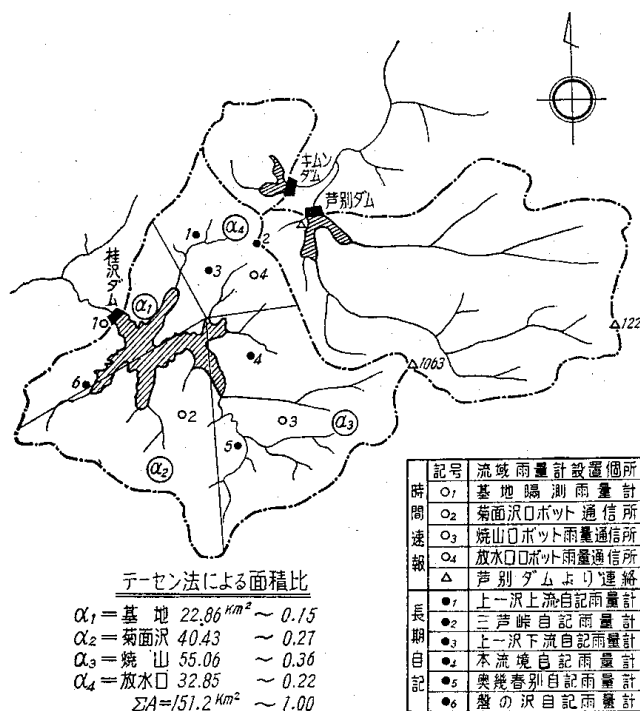 キムンダム
芦別ダム
桂沢ダム
α1
α2
α3
α4
1
2
3
4
1
2
3
4
5
6
122
1063
テーセン法による面積比
α1=基 地 22.86km² ~ 0.15
α2=菊面沢 40.43 ~ 0.27
α3=焼 山 55.06 ~ 0.36
α4=放水口 32.85 ~ 0.22
ΣA=151.2km² ~ 1.00
記号 流域雨量計設置個所
時間速報
○1 基地隔測雨量計
○2 菊面沢ロボット通信所
○3 焼山ロボット雨量通信所
○4 放水口ロボット雨量通信所
△ 芦別ダムより連絡
長期自記
●1 上一沢上流自記雨量計
●2 三芦峠自記雨量計
●3 上一沢下流自記雨量計
●4 本流境自記雨量計
●5 奥幾春別自記雨量計
●6 盤の沢自記雨量計